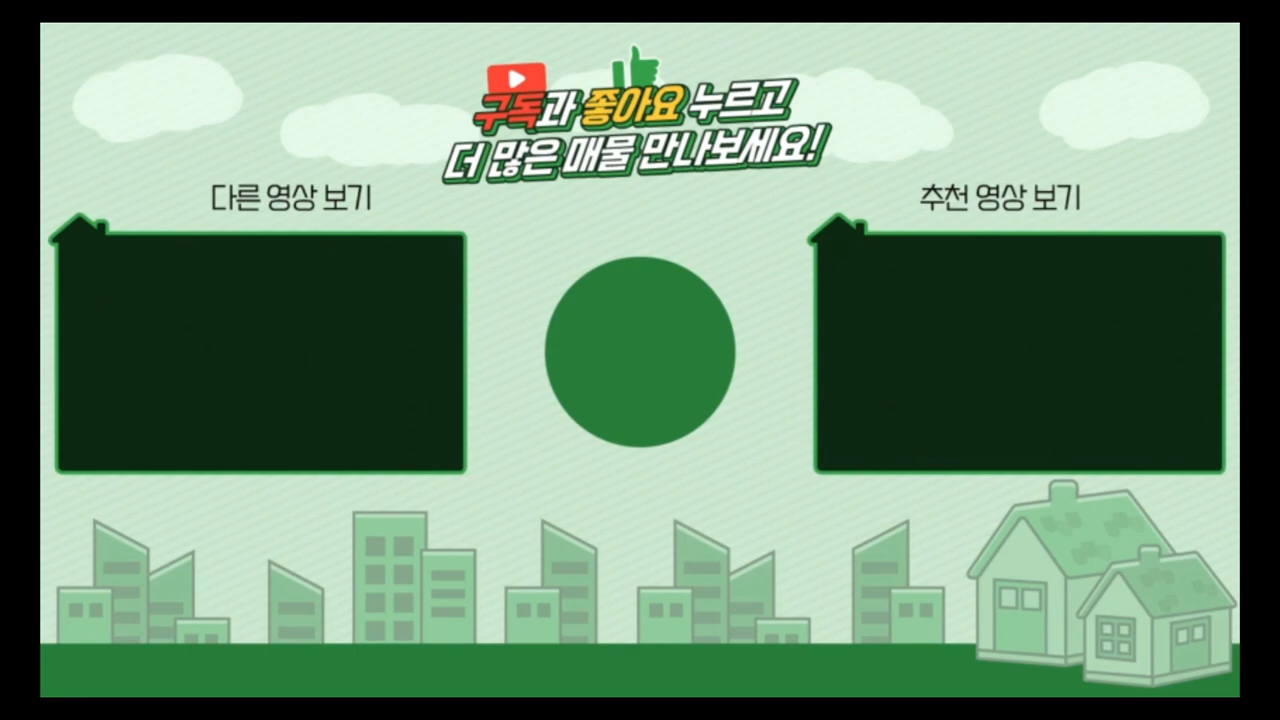 구독과 좋아요 누르고
더 많은 매물 만나보세요!
다른 영상 보기
추천 영상 보기